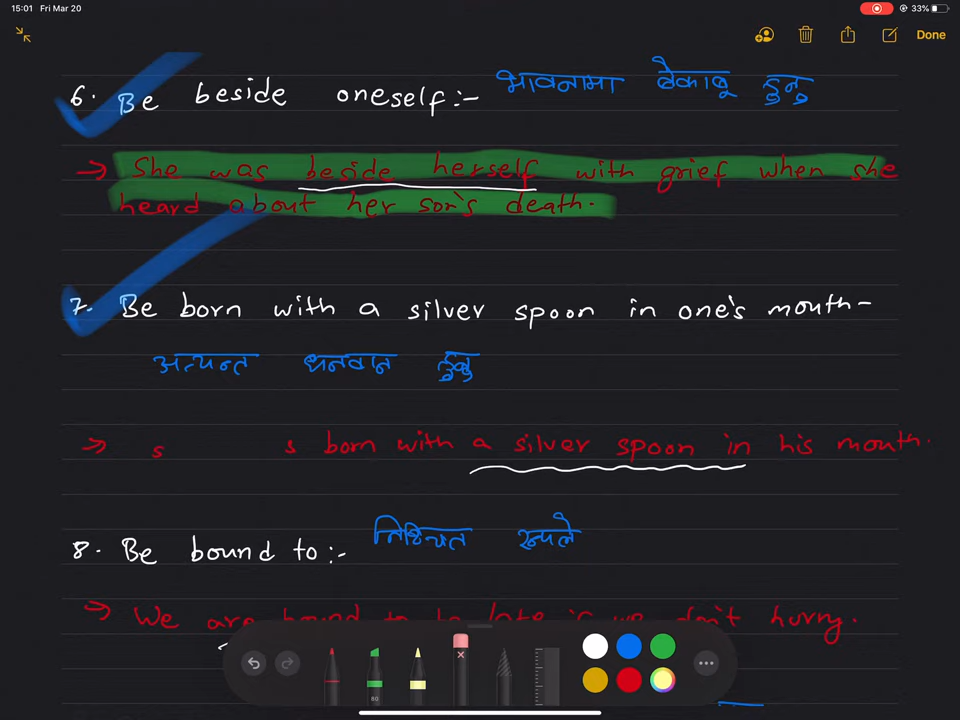 15:01 Fri Mar 20 33%
Done
6. Be beside oneself:- भावनामा बेकाबू हुनु
→ She was beside herself with grief when she
heard about her son's death.
7. Be born with a silver spoon in one's mouth-
अत्यन्त धनवान हुनु
→ s s born with a silver spoon in his mouth.
8. Be bound to:- निश्चित रूपले
→ We are bound to be late if we don't hurry.
80